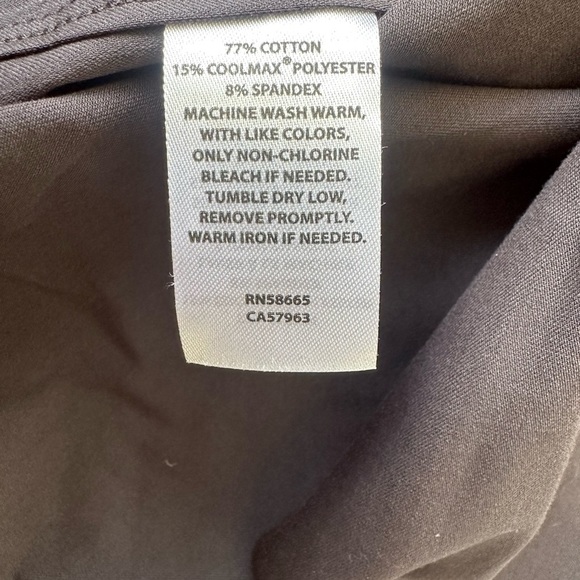 77% COTTON
15% COOLMAX® POLYESTER
8% SPANDEX
MACHINE WASH WARM,
WITH LIKE COLORS,
ONLY NON-CHLORINE
BLEACH IF NEEDED.
TUMBLE DRY LOW,
REMOVE PROMPTLY.
WARM IRON IF NEEDED.
RN58665
CA57963